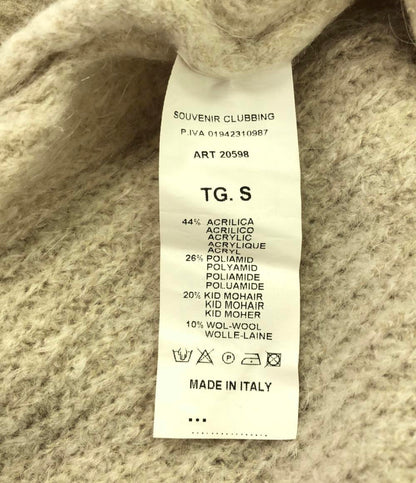 SOUVENIR CLUBBING
P.IVA 01942310987
ART 20598
TG. S
44% ACRILICA
ACRILICO
ACRYLIC
ACRYLIQUE
ACRYL
26% POLIAMID
POLYAMID
POLIAMIDE
POLUAMIDE
20% KID MOHAIR
KID MOHAIR
KID MOHER
10% WOL-WOOL
WOLLE-LAINE
P
MADE IN ITALY